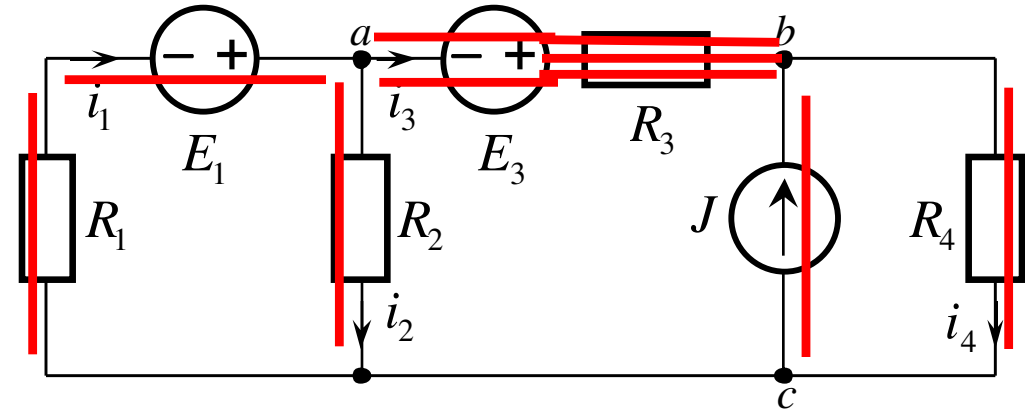 a
b
− +
− +
i₁
i₃
E₁
E₃
R₃
R₁
R₂
J
R₄
i₂
i₄
c